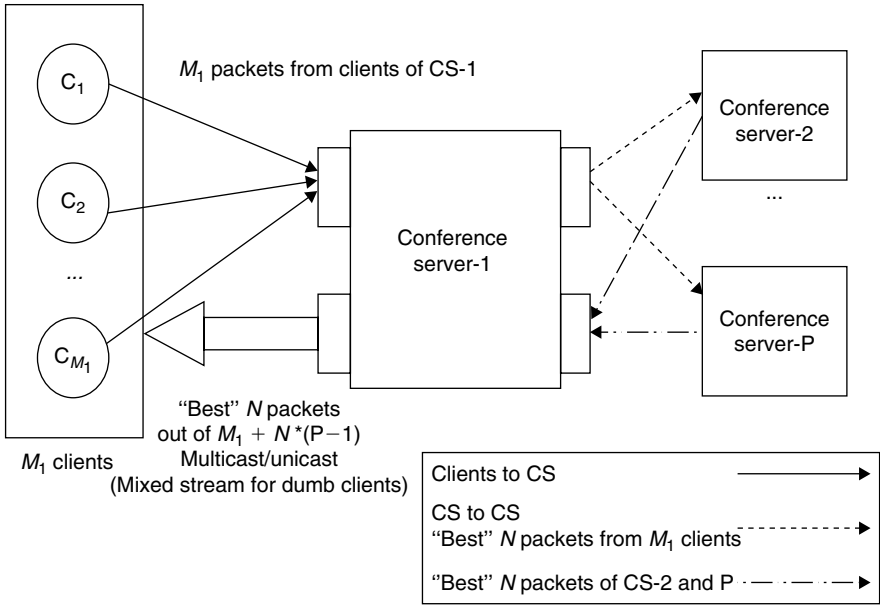 C1
C2
...
CM1
M1 clients
M1 packets from clients of CS-1
Conference
server-1
“Best” N packets
out of M1 + N*(P−1)
Multicast/unicast
(Mixed stream for dumb clients)
Conference
server-2
...
Conference
server-P
Clients to CS
CS to CS
“Best” N packets from M1 clients
”Best” N packets of CS-2 and P